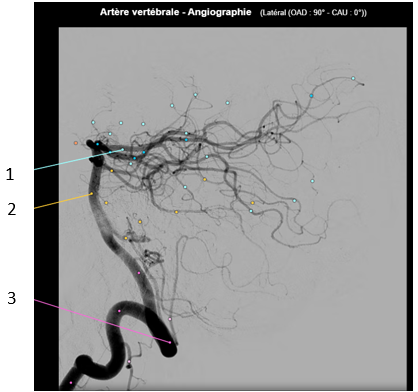 Artère vertébrale - Angiographie (Latéral (OAD : 90° - CAU : 0°))
1
2
3